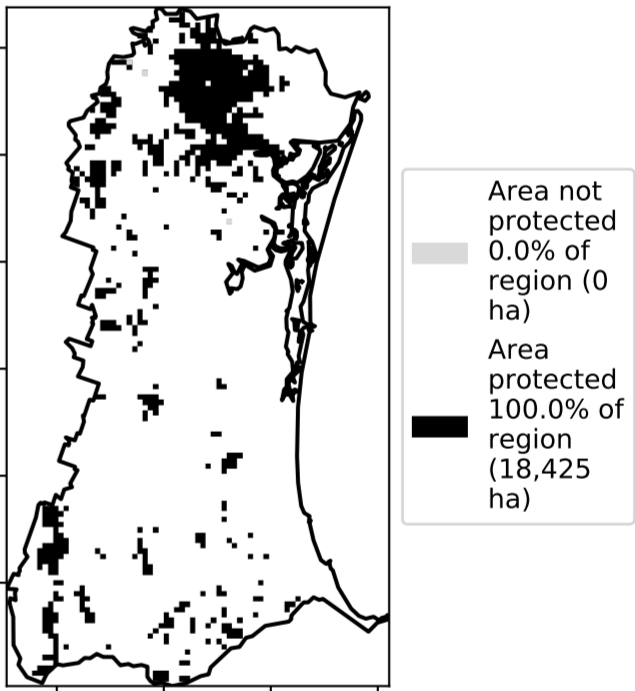 Area not
protected
0.0% of
region (0
ha)
Area
protected
100.0% of
region
(18,425
ha)